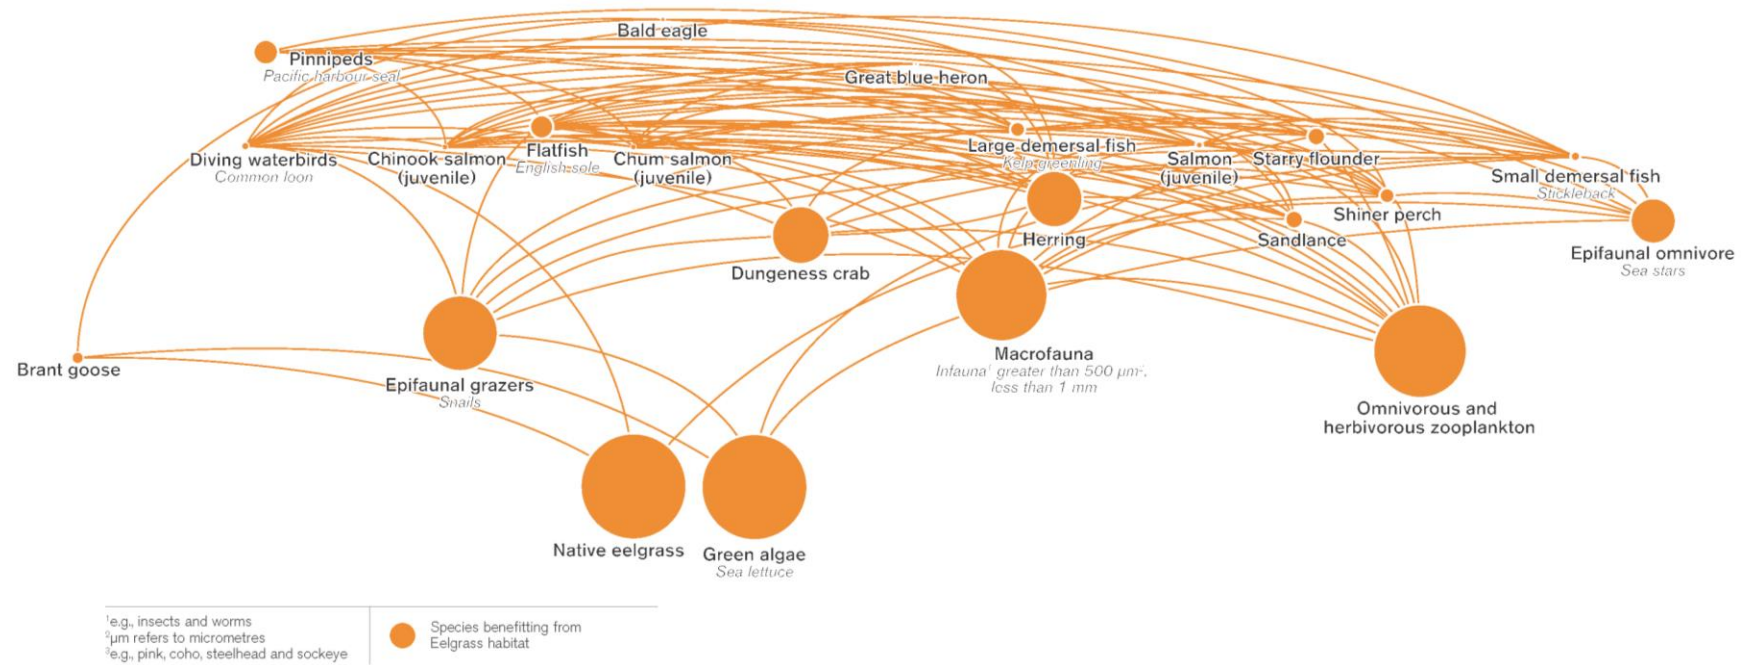 Bald eagle
Pinnipeds
Pacific harbour seal
Great blue heron
Diving waterbirds
Common loon
Chinook salmon
(juvenile)
Flatfish
English sole
Chum salmon
(juvenile)
Large demersal fish
Kelp greenling
Salmon
(juvenile)
Starry flounder
Small demersal fish
Stickleback
Shiner perch
Herring
Sandlance
Epifaunal omnivore
Sea stars
Dungeness crab
Brant goose
Epifaunal grazers
Snails
Macrofauna
Infauna¹ greater than 500 µm²,
less than 1 mm
Omnivorous and
herbivorous zooplankton
Native eelgrass
Green algae
Sea lettuce
¹e.g., insects and worms
²µm refers to micrometres
³e.g., pink, coho, steelhead and sockeye
Species benefitting from
Eelgrass habitat